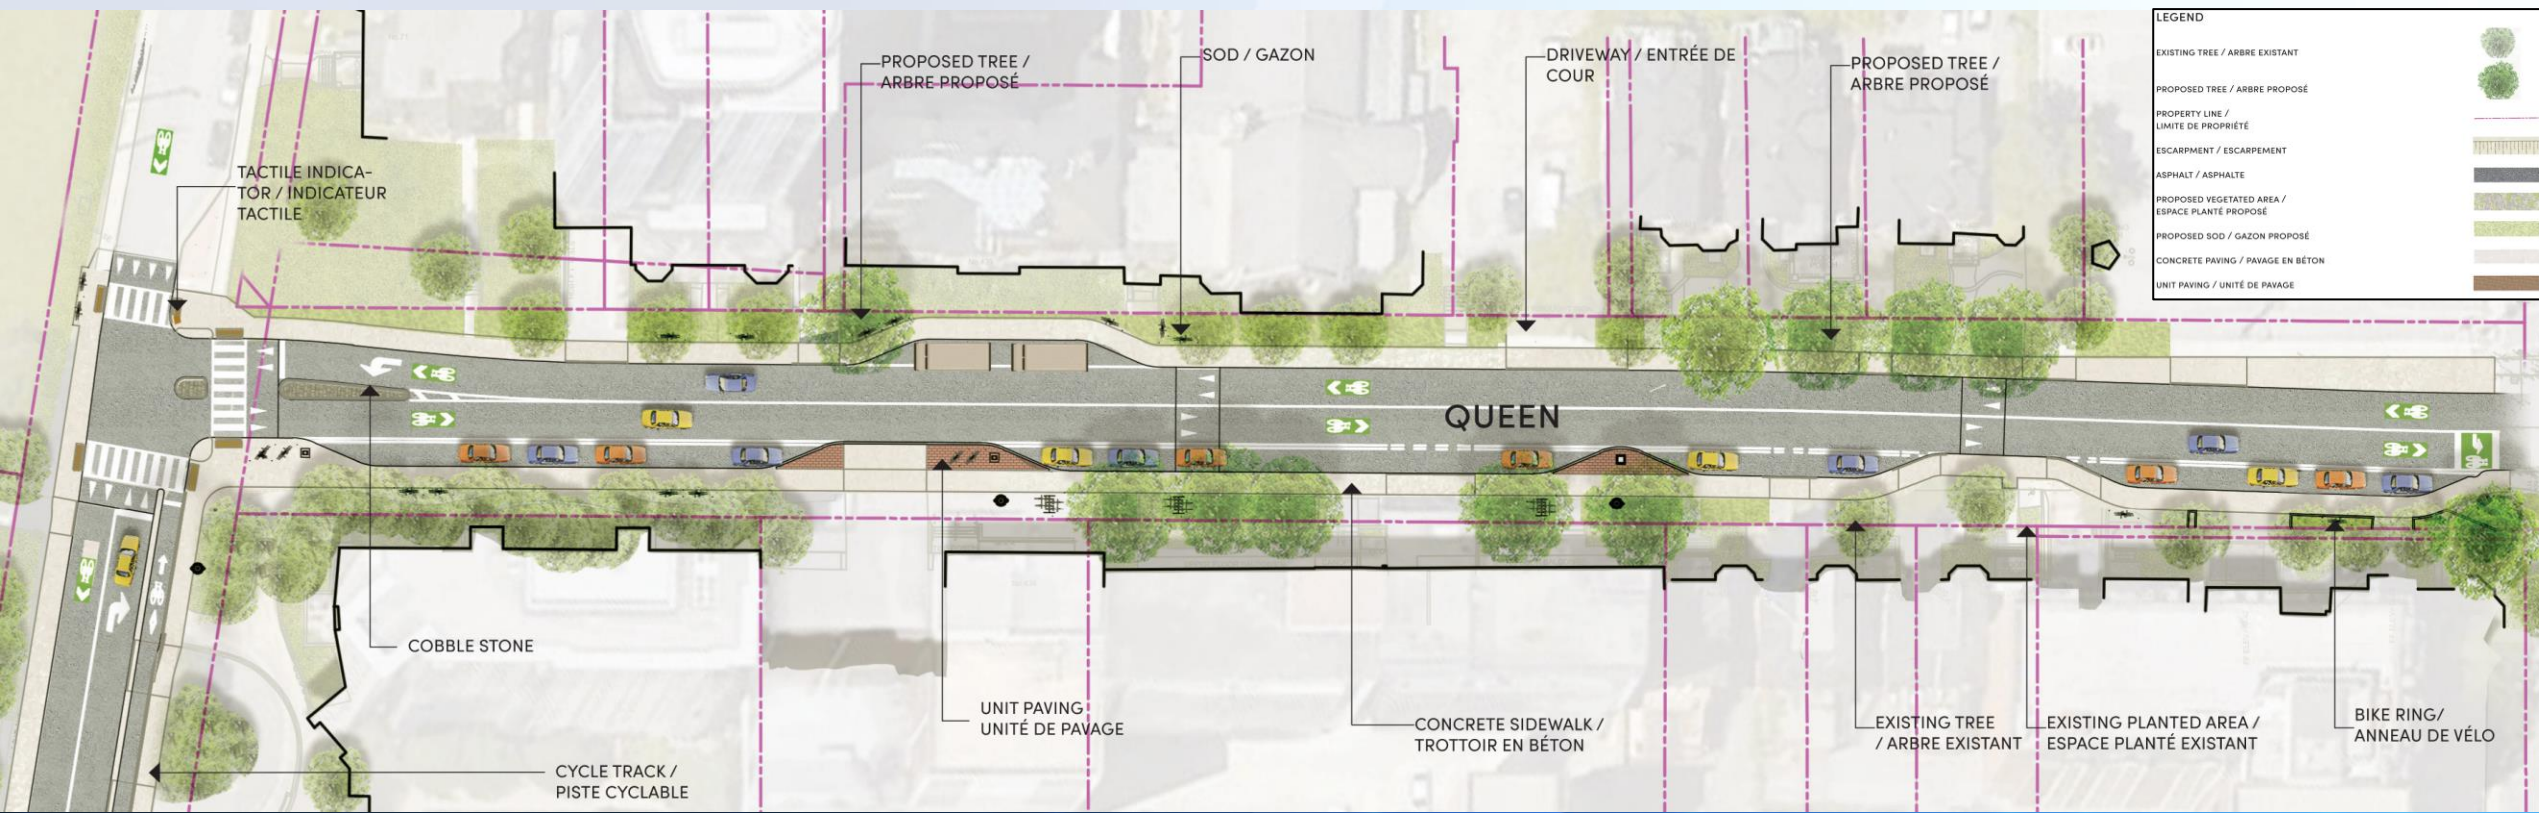 LEGEND
EXISTING TREE / ARBRE EXISTANT
PROPOSED TREE / ARBRE PROPOSÉ
PROPERTY LINE /
LIMITE DE PROPRIÉTÉ
ESCARPMENT / ESCARPEMENT
ASPHALT / ASPHALTE
PROPOSED VEGETATED AREA /
ESPACE PLANTÉ PROPOSÉ
PROPOSED SOD / GAZON PROPOSÉ
CONCRETE PAVING / PAVAGE EN BÉTON
UNIT PAVING / UNITÉ DE PAVAGE
PROPOSED TREE /
ARBRE PROPOSÉ
SOD / GAZON
DRIVEWAY / ENTRÉE DE
COUR
PROPOSED TREE /
ARBRE PROPOSÉ
TACTILE INDICA-
TOR / INDICATEUR
TACTILE
QUEEN
COBBLE STONE
CYCLE TRACK /
PISTE CYCLABLE
UNIT PAVING
UNITÉ DE PAVAGE
CONCRETE SIDEWALK /
TROTTOIR EN BÉTON
EXISTING TREE
/ ARBRE EXISTANT
EXISTING PLANTED AREA /
ESPACE PLANTÉ EXISTANT
BIKE RING/
ANNEAU DE VÉLO